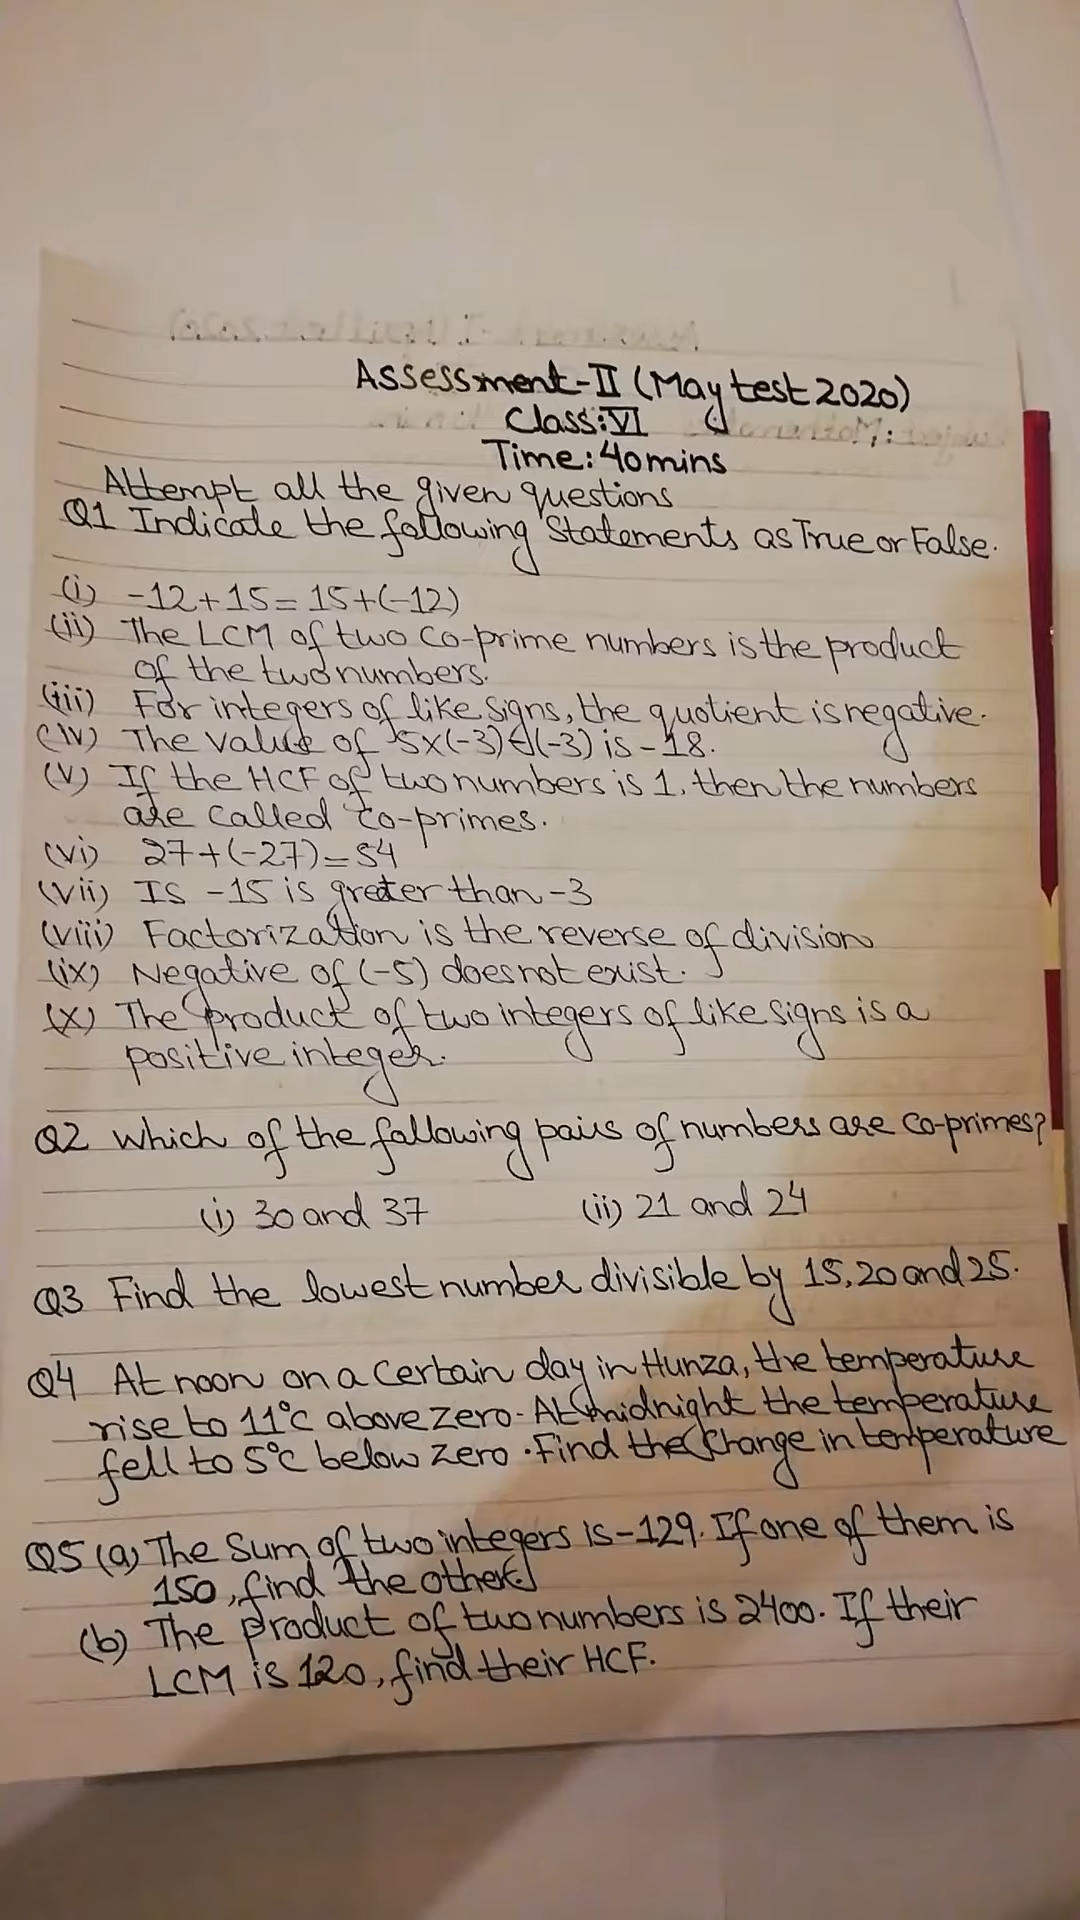 Assessment-II (May test 2020)
Class:VI
Time:40mins
Attempt all the given questions
Q1 Indicate the following Statements as True or False.
(i) -12+15=15+(-12)
(ii) The LCM of two Co-prime numbers is the product
of the two numbers.
(iii) For integers of like signs, the quotient is negative.
(iv) The value of 5x(-3)+(-3) is -18.
(v) If the HCF of two numbers is 1, then the numbers
are called co-primes.
(vi) 27+(-27)=54
(vii) Is -15 is greater than -3
(viii) Factorization is the reverse of division
(ix) Negative of (-5) does not exist.
(x) The product of two integers of like signs is a
positive integer.
Q2 which of the following pairs of numbers are co-primes?
(i) 30 and 37 (ii) 21 and 24
Q3 Find the lowest number divisible by 15,20 and 25.
Q4 At noon on a Certain day in Hunza, the temperature
rise to 11°c above zero. At midnight the temperature
fell to 5°c below zero. Find the Change in temperature
Q5 (a) The Sum of two integers is -129. If one of them is
150, find the other.
(b) The product of two numbers is 2400. If their
LCM is 120, find their HCF.